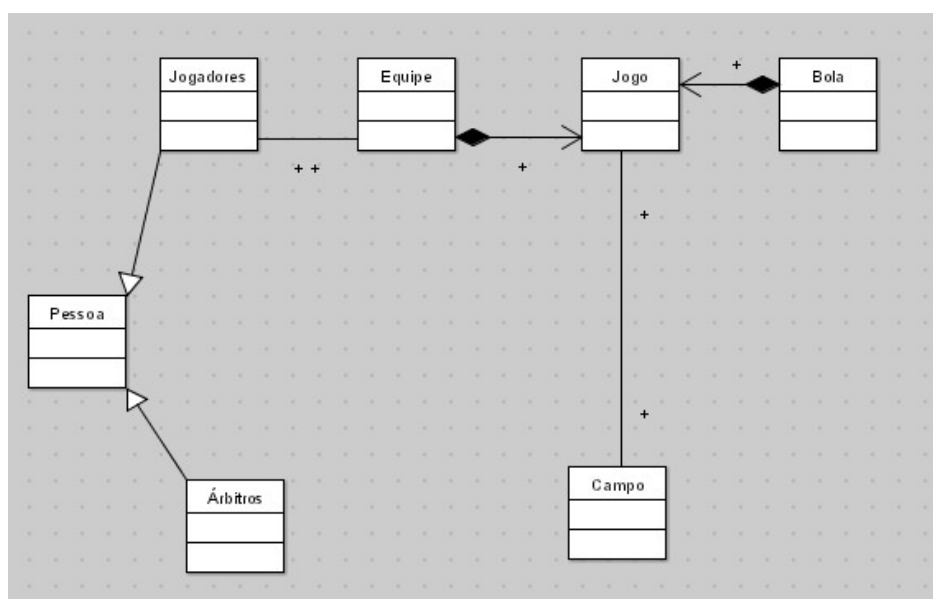 Jogadores
Equipe
Jogo
Bola
+
+ +
+
+
Pessoa
+
Campo
Árbitros